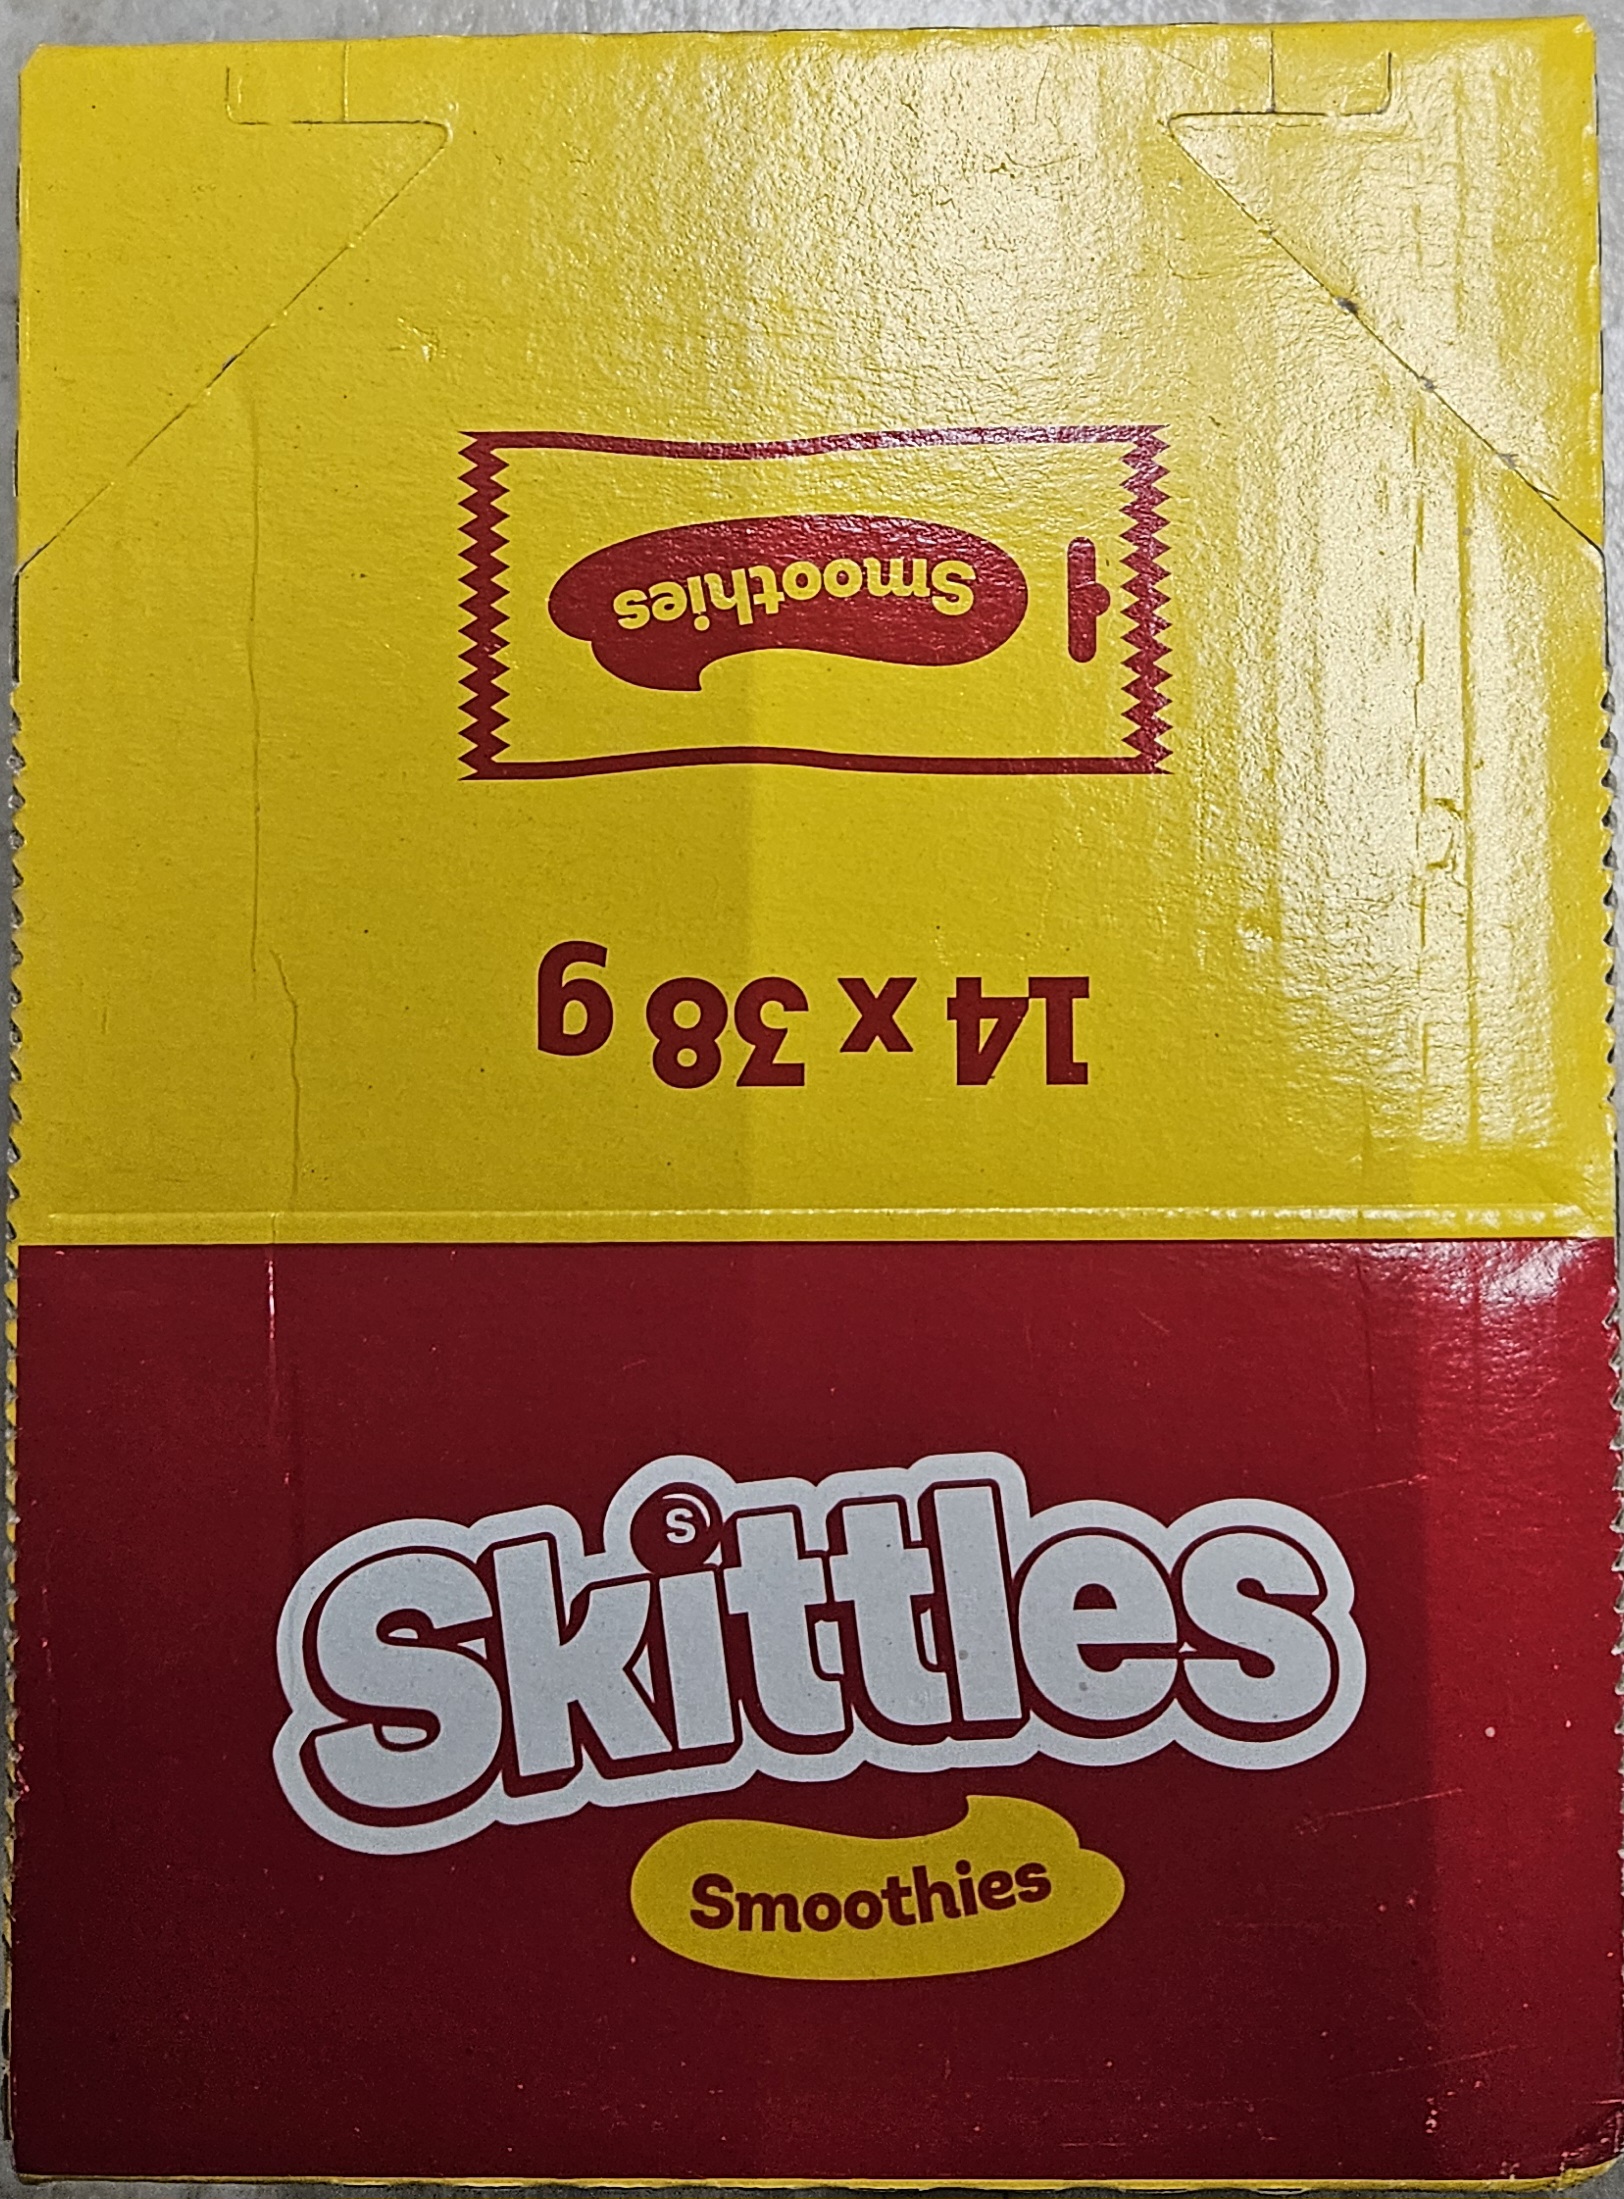 Smoothies
14 x 38 g
S
Skittles
Smoothies